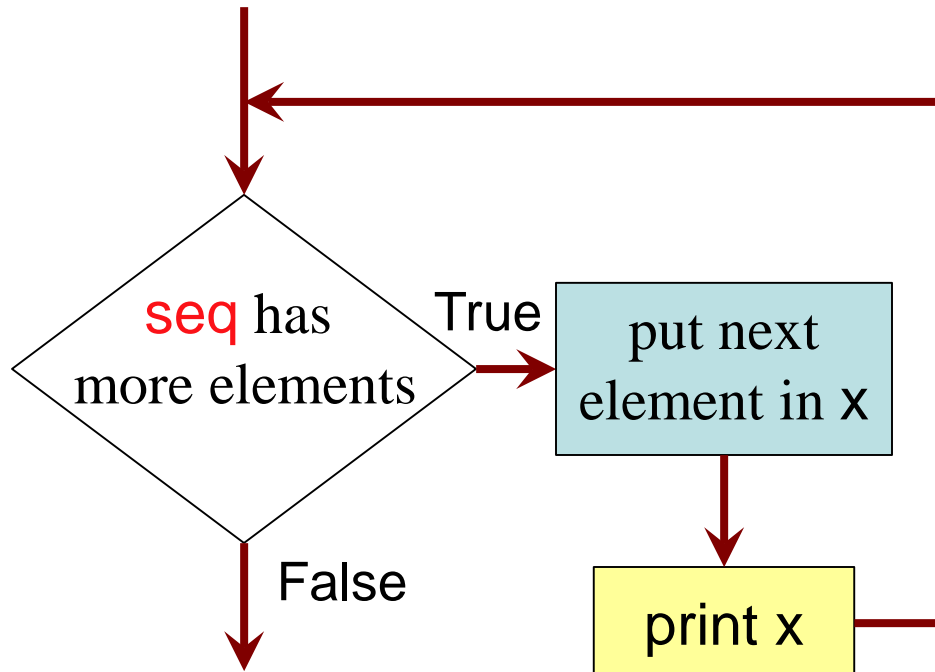 seq has
more elements
True
put next
element in x
False
print x